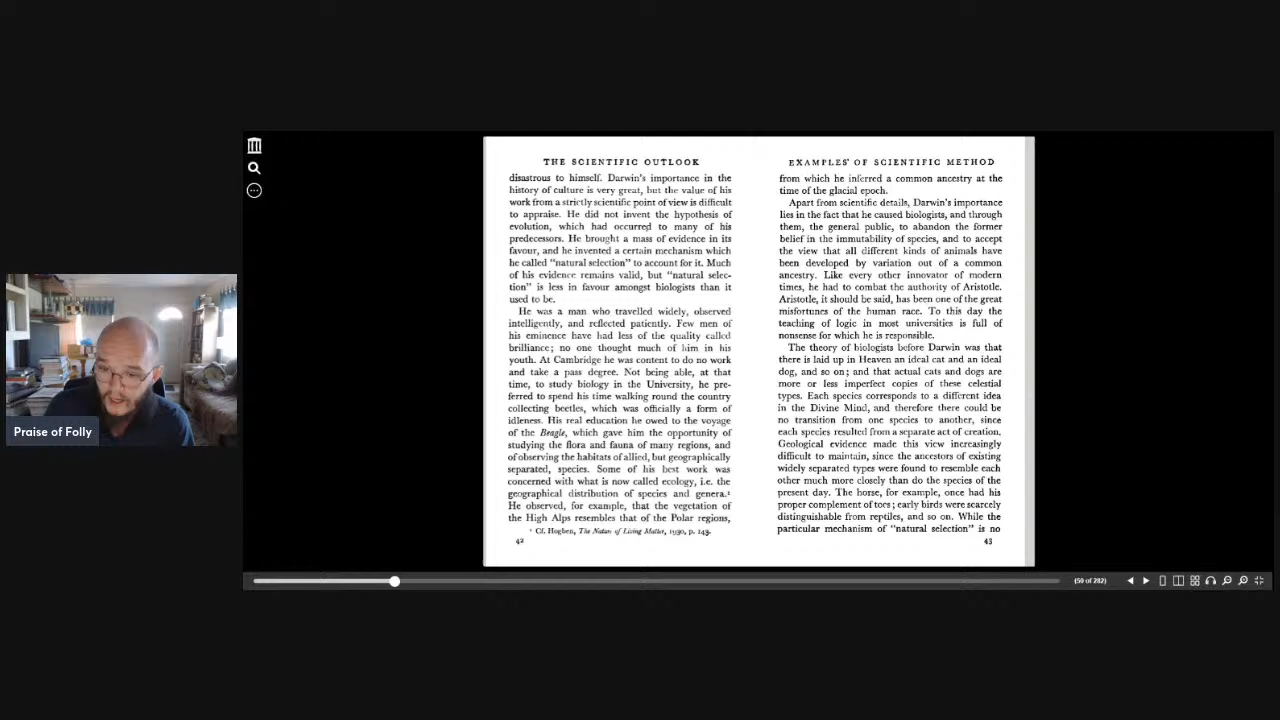 THE SCIENTIFIC OUTLOOK
disastrous to himself. Darwin's importance in the
history of culture is very great, but the value of his
work from a strictly scientific point of view is difficult
to appraise. He did not invent the hypothesis of
evolution, which had occurred to many of his
predecessors. He brought a mass of evidence in its
favour, and he invented a certain mechanism which
he called "natural selection" to account for it. Much
of his evidence remains valid, but "natural selec-
tion" is less in favour amongst biologists than it
used to be.
He was a man who travelled widely, observed
intelligently, and reflected patiently. Few men of
his eminence have had less of the quality called
brilliance; no one thought much of him in his
youth. At Cambridge he was content to do no work
and take a pass degree. Not being able, at that
time, to study biology in the University, he pre-
ferred to spend his time walking round the country
collecting beetles, which was officially a form of
idleness. His real education he owed to the voyage
of the Beagle, which gave him the opportunity of
studying the flora and fauna of many regions, and
of observing the habitats of allied, but geographically
separated, species. Some of his best work was
concerned with what is now called ecology, i.e. the
geographical distribution of species and genera.¹
He observed, for example, that the vegetation of
the High Alps resembles that of the Polar regions,
¹ Cf. Hogben, The Nature of Living Matter, 1930, p. 143.
42
EXAMPLES OF SCIENTIFIC METHOD
from which he inferred a common ancestry at the
time of the glacial epoch.
Apart from scientific details, Darwin's importance
lies in the fact that he caused biologists, and through
them, the general public, to abandon the former
belief in the immutability of species, and to accept
the view that all different kinds of animals have
been developed by variation out of a common
ancestry. Like every other innovator of modern
times, he had to combat the authority of Aristotle.
Aristotle, it should be said, has been one of the great
misfortunes of the human race. To this day the
teaching of logic in most universities is full of
nonsense for which he is responsible.
The theory of biologists before Darwin was that
there is laid up in Heaven an ideal cat and an ideal
dog, and so on; and that actual cats and dogs are
more or less imperfect copies of these celestial
types. Each species corresponds to a different idea
in the Divine Mind, and therefore there could be
no transition from one species to another, since
each species resulted from a separate act of creation.
Geological evidence made this view increasingly
difficult to maintain, since the ancestors of existing
widely separated types were found to resemble each
other much more closely than do the species of the
present day. The horse, for example, once had his
proper complement of toes; early birds were scarcely
distinguishable from reptiles, and so on. While the
particular mechanism of "natural selection" is no
43
Praise of Folly
(50 of 282)